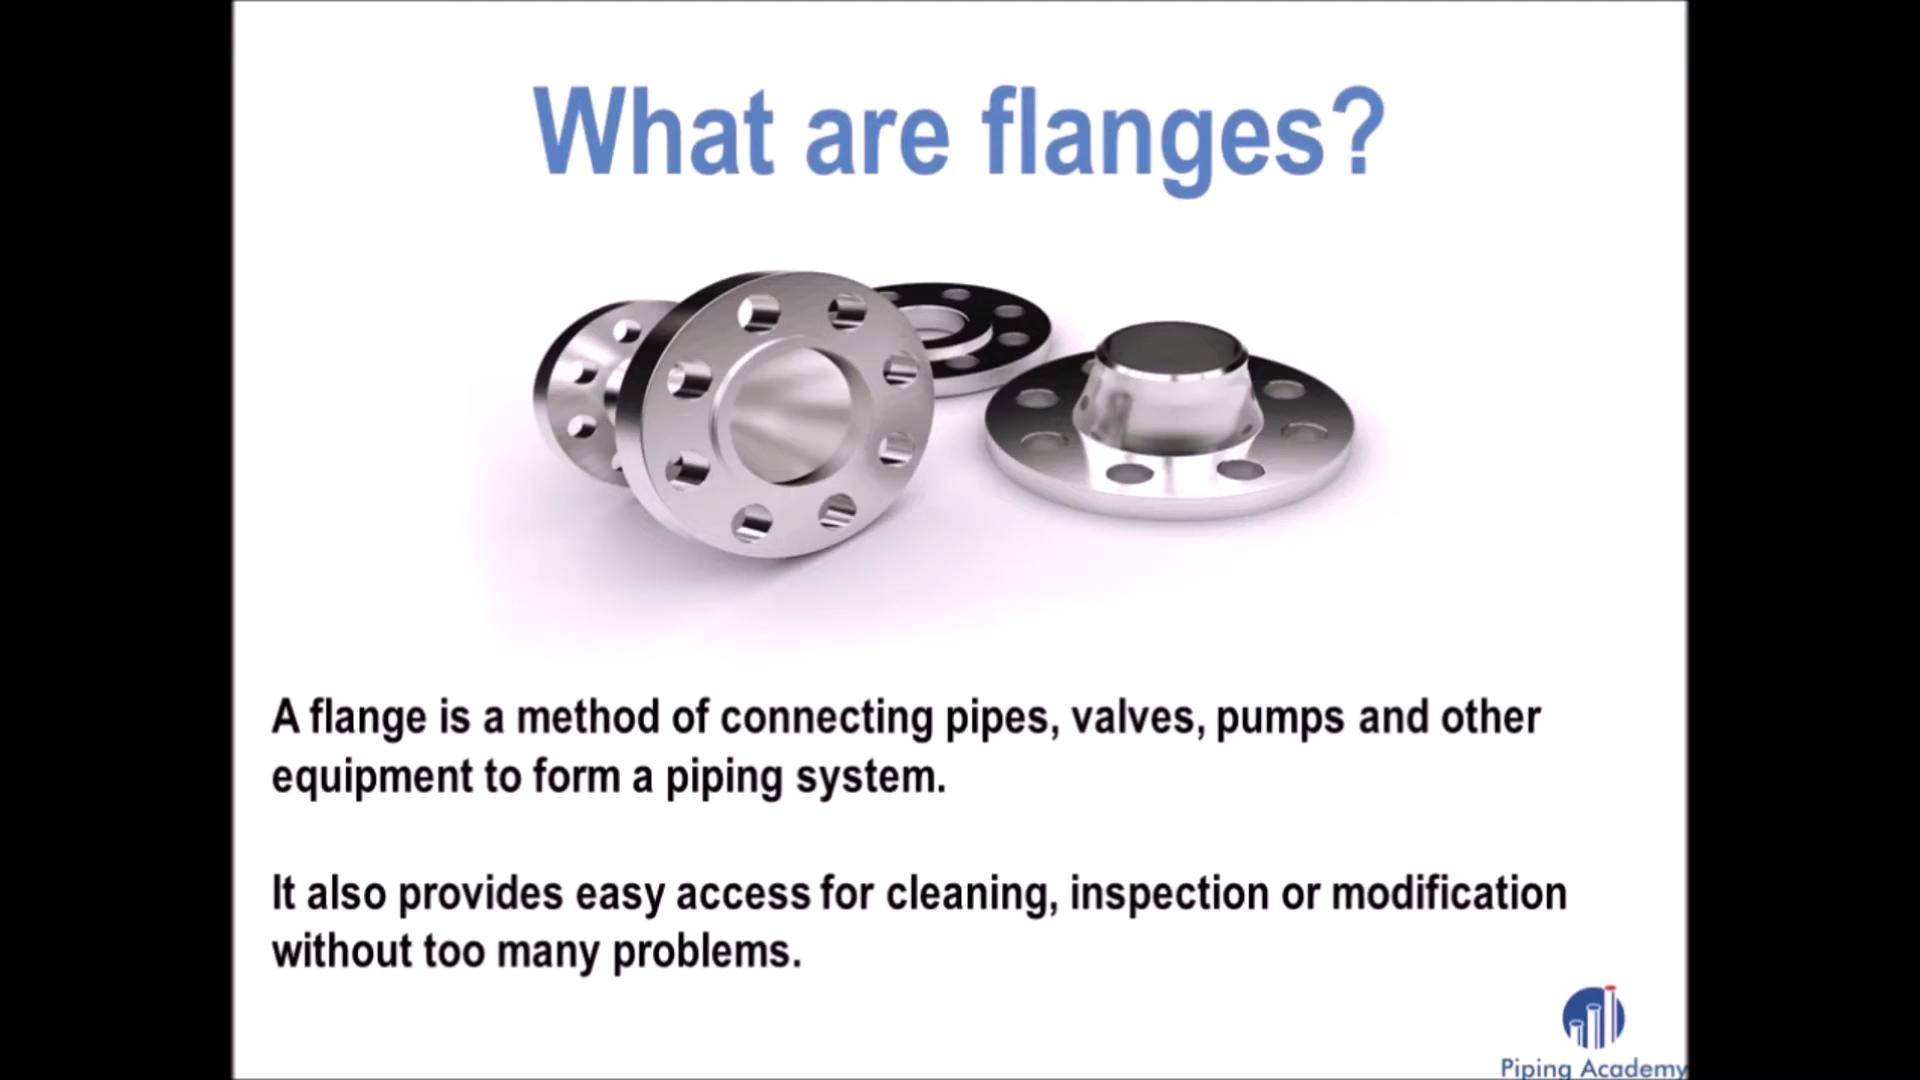 What are flanges?
A flange is a method of connecting pipes, valves, pumps and other
equipment to form a piping system.
It also provides easy access for cleaning, inspection or modification
without too many problems.
Piping Academy